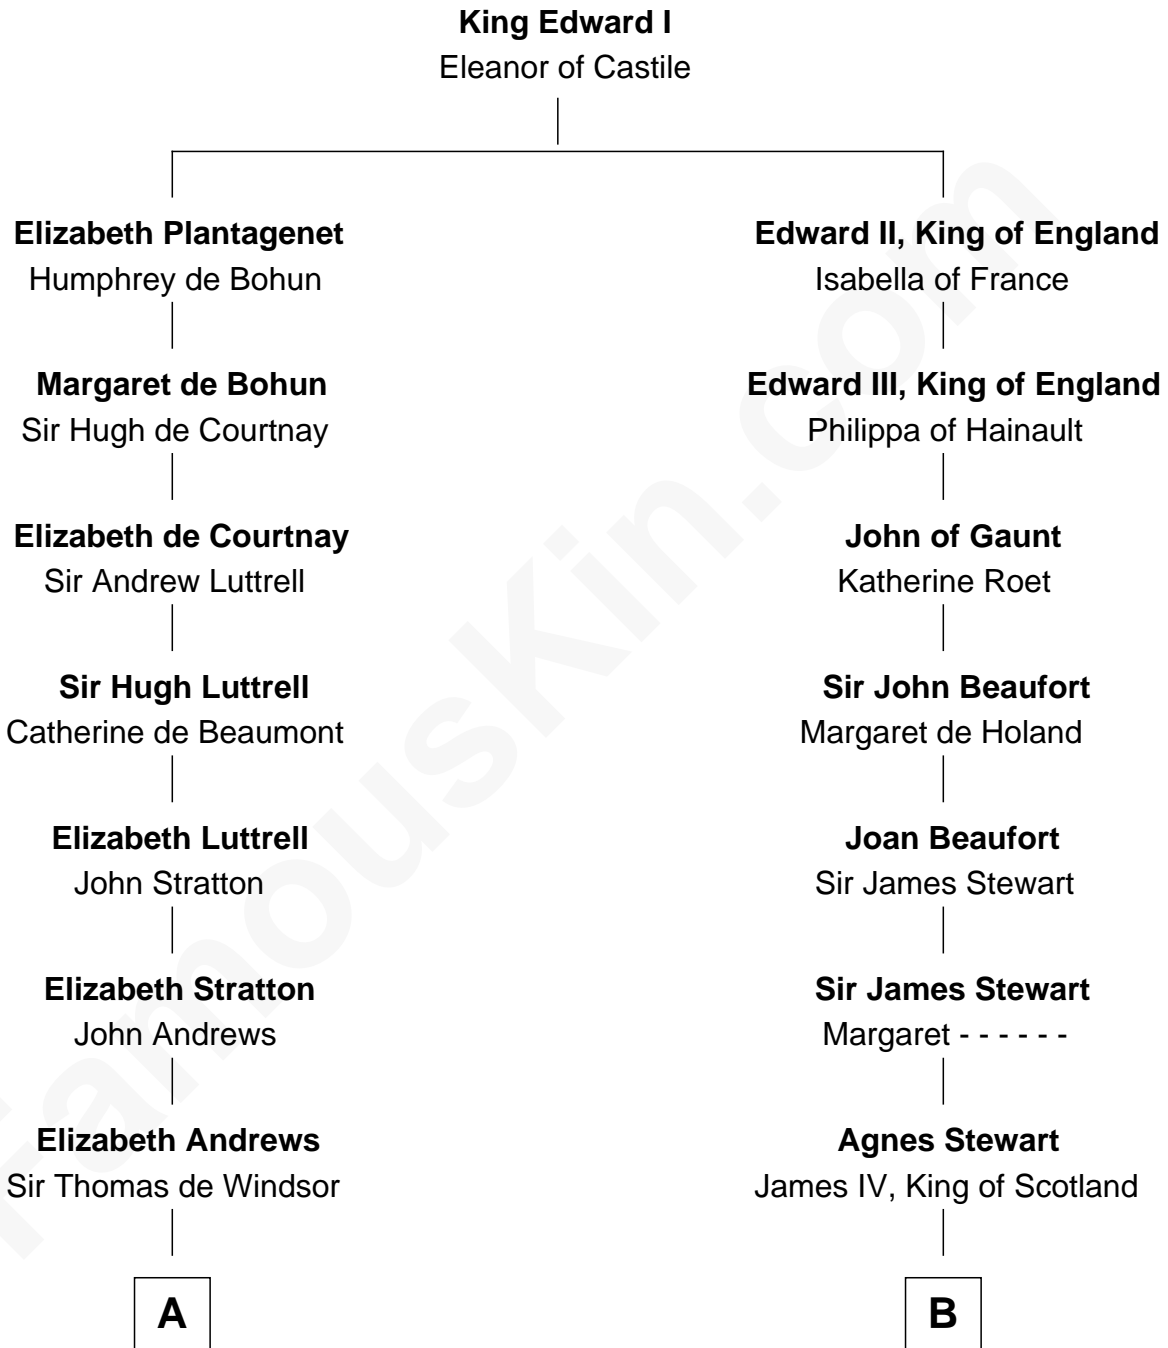 King Edward I
Eleanor of Castile
Elizabeth Plantagenet
Humphrey de Bohun
Edward II, King of England
Isabella of France
Margaret de Bohun
Sir Hugh de Courtnay
Edward III, King of England
Philippa of Hainault
Elizabeth de Courtnay
Sir Andrew Luttrell
John of Gaunt
Katherine Roet
Sir Hugh Luttrell
Catherine de Beaumont
Sir John Beaufort
Margaret de Holand
Elizabeth Luttrell
John Stratton
Joan Beaufort
Sir James Stewart
Elizabeth Stratton
John Andrews
Sir James Stewart
Margaret - - - - - -
Elizabeth Andrews
Sir Thomas de Windsor
Agnes Stewart
James IV, King of Scotland
A
B
FamousKin.com